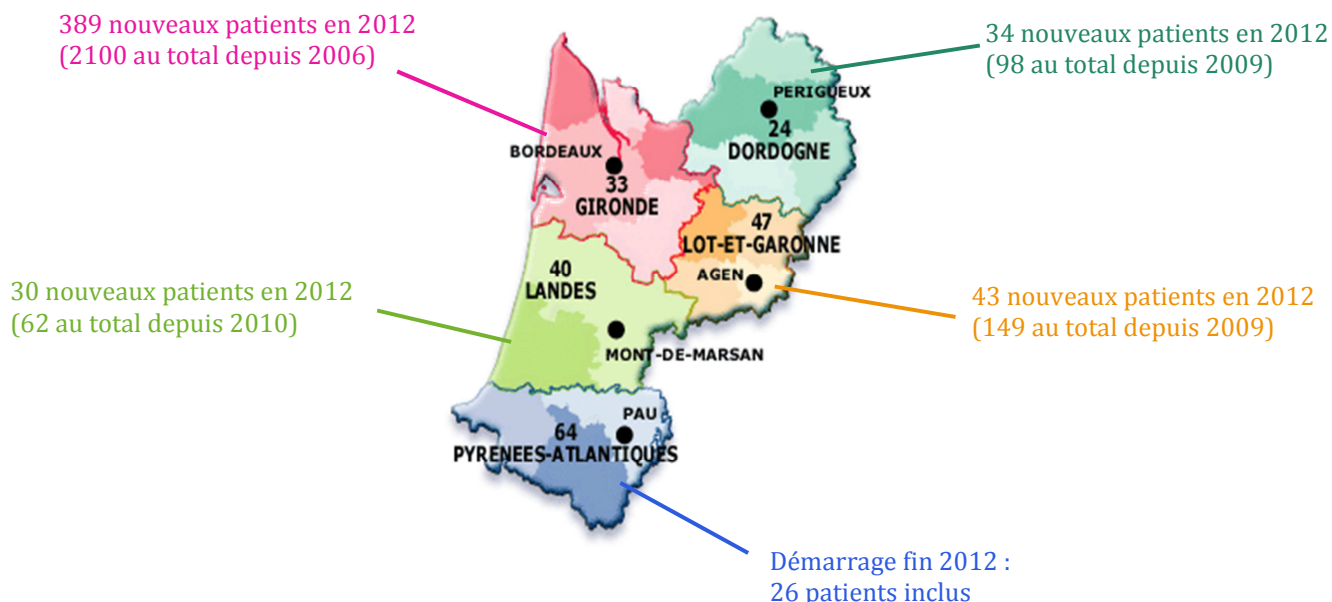 389 nouveaux patients en 2012
(2100 au total depuis 2006)
34 nouveaux patients en 2012
(98 au total depuis 2009)
PERIGUEUX
24
DORDOGNE
BORDEAUX
33
GIRONDE
47
LOT-ET-GARONNE
AGEN
40
LANDES
MONT-DE-MARSAN
30 nouveaux patients en 2012
(62 au total depuis 2010)
43 nouveaux patients en 2012
(149 au total depuis 2009)
PAU
64
PYRENEES-ATLANTIQUES
Démarrage fin 2012 :
26 patients inclus